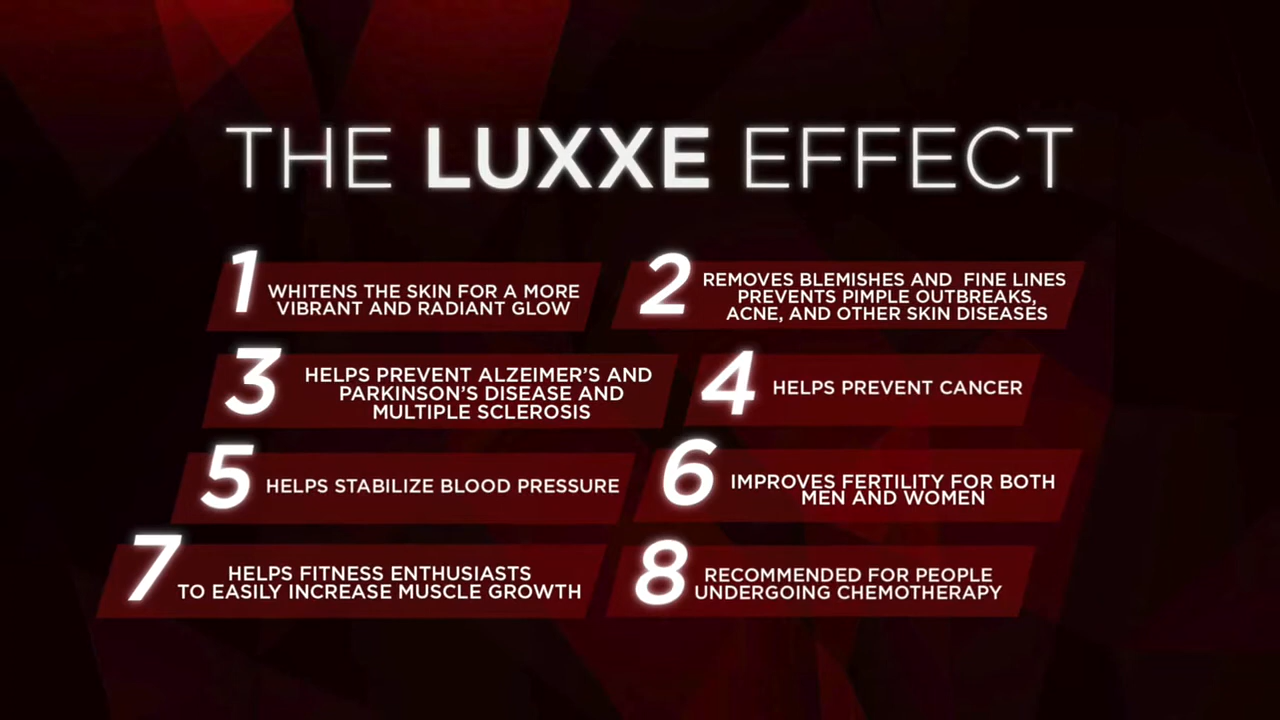 THE LUXXE EFFECT
1
WHITENS THE SKIN FOR A MORE
VIBRANT AND RADIANT GLOW
2
REMOVES BLEMISHES AND FINE LINES
PREVENTS PIMPLE OUTBREAKS,
ACNE, AND OTHER SKIN DISEASES
3
HELPS PREVENT ALZEIMER'S AND
PARKINSON'S DISEASE AND
MULTIPLE SCLEROSIS
4
HELPS PREVENT CANCER
5
HELPS STABILIZE BLOOD PRESSURE
6
IMPROVES FERTILITY FOR BOTH
MEN AND WOMEN
7
HELPS FITNESS ENTHUSIASTS
TO EASILY INCREASE MUSCLE GROWTH
8
RECOMMENDED FOR PEOPLE
UNDERGOING CHEMOTHERAPY